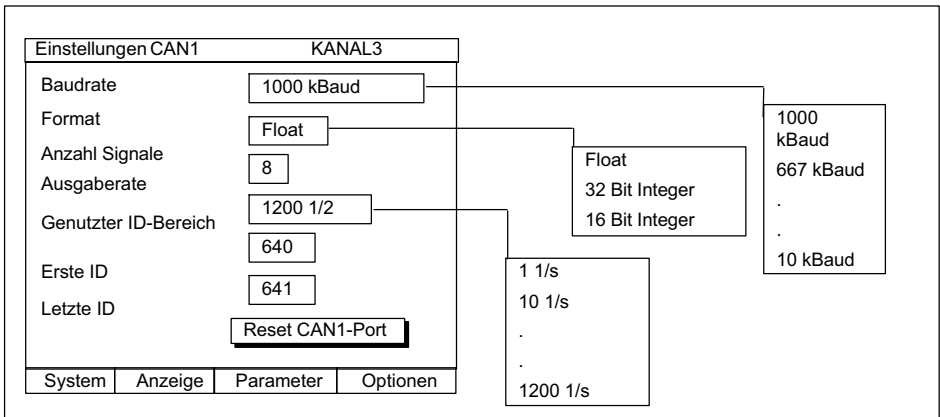 Einstellungen CAN1 KANAL3
Baudrate
1000 kBaud
Format
Float
Anzahl Signale
8
Ausgaberate
1200 1/2
Genutzter ID-Bereich
640
Erste ID
641
Letzte ID
Reset CAN1-Port
System Anzeige Parameter Optionen
Float
32 Bit Integer
16 Bit Integer
1000
kBaud
667 kBaud
.
.
10 kBaud
1 1/s
10 1/s
.
.
1200 1/s